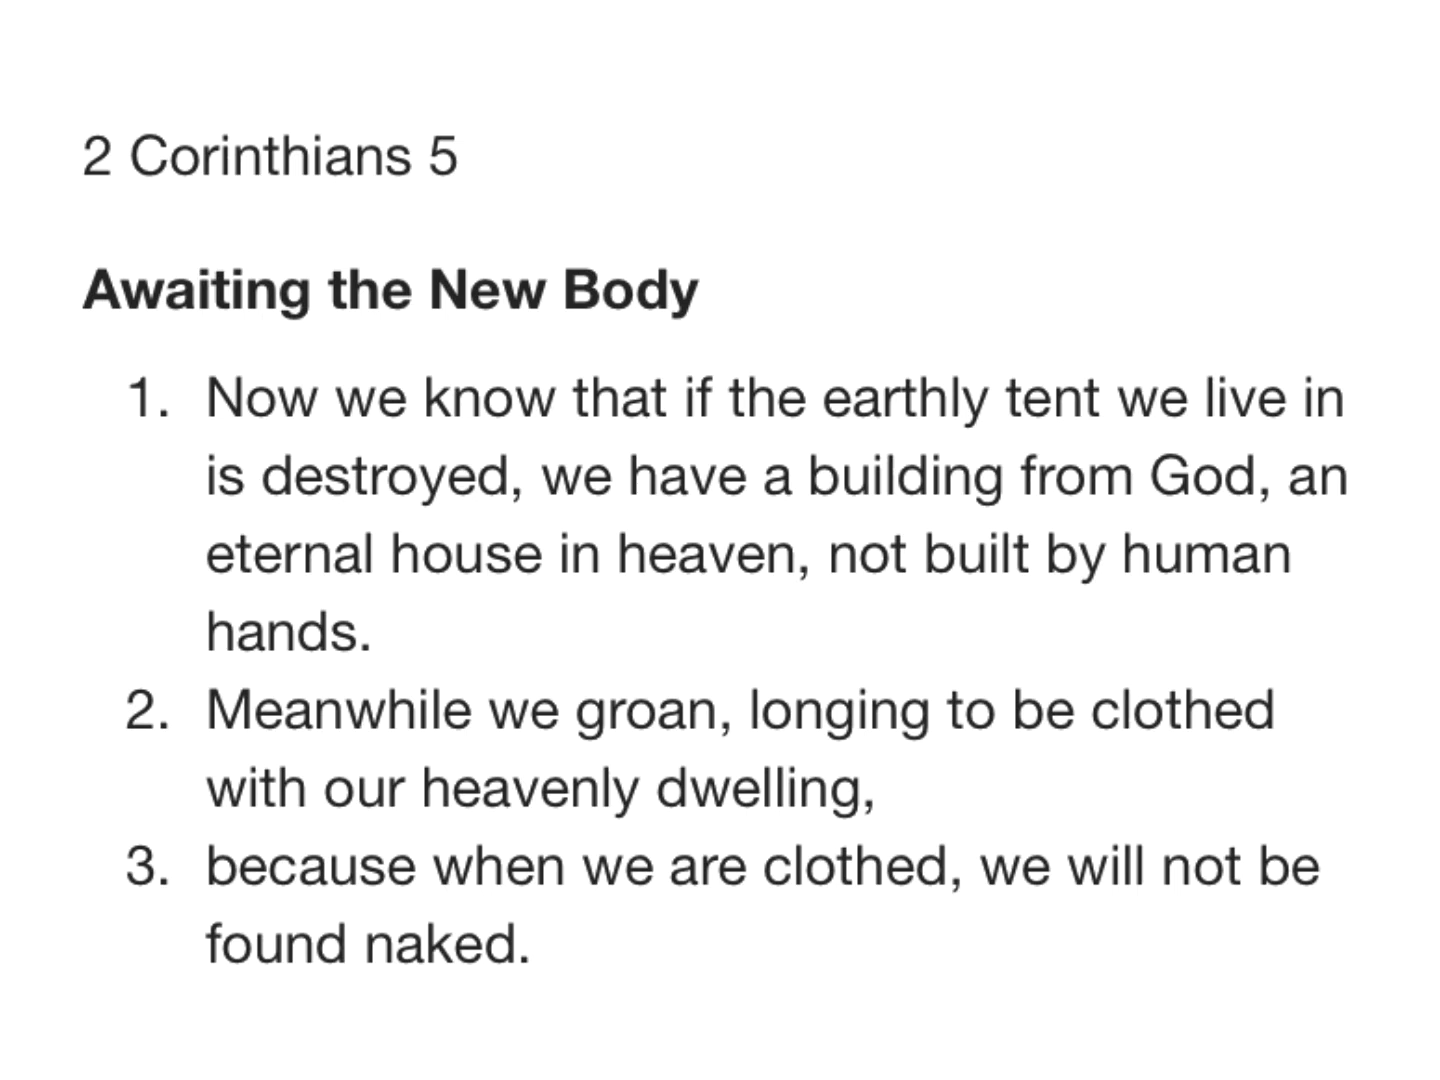 2 Corinthians 5
Awaiting the New Body
1. Now we know that if the earthly tent we live in
is destroyed, we have a building from God, an
eternal house in heaven, not built by human
hands.
2. Meanwhile we groan, longing to be clothed
with our heavenly dwelling,
3. because when we are clothed, we will not be
found naked.